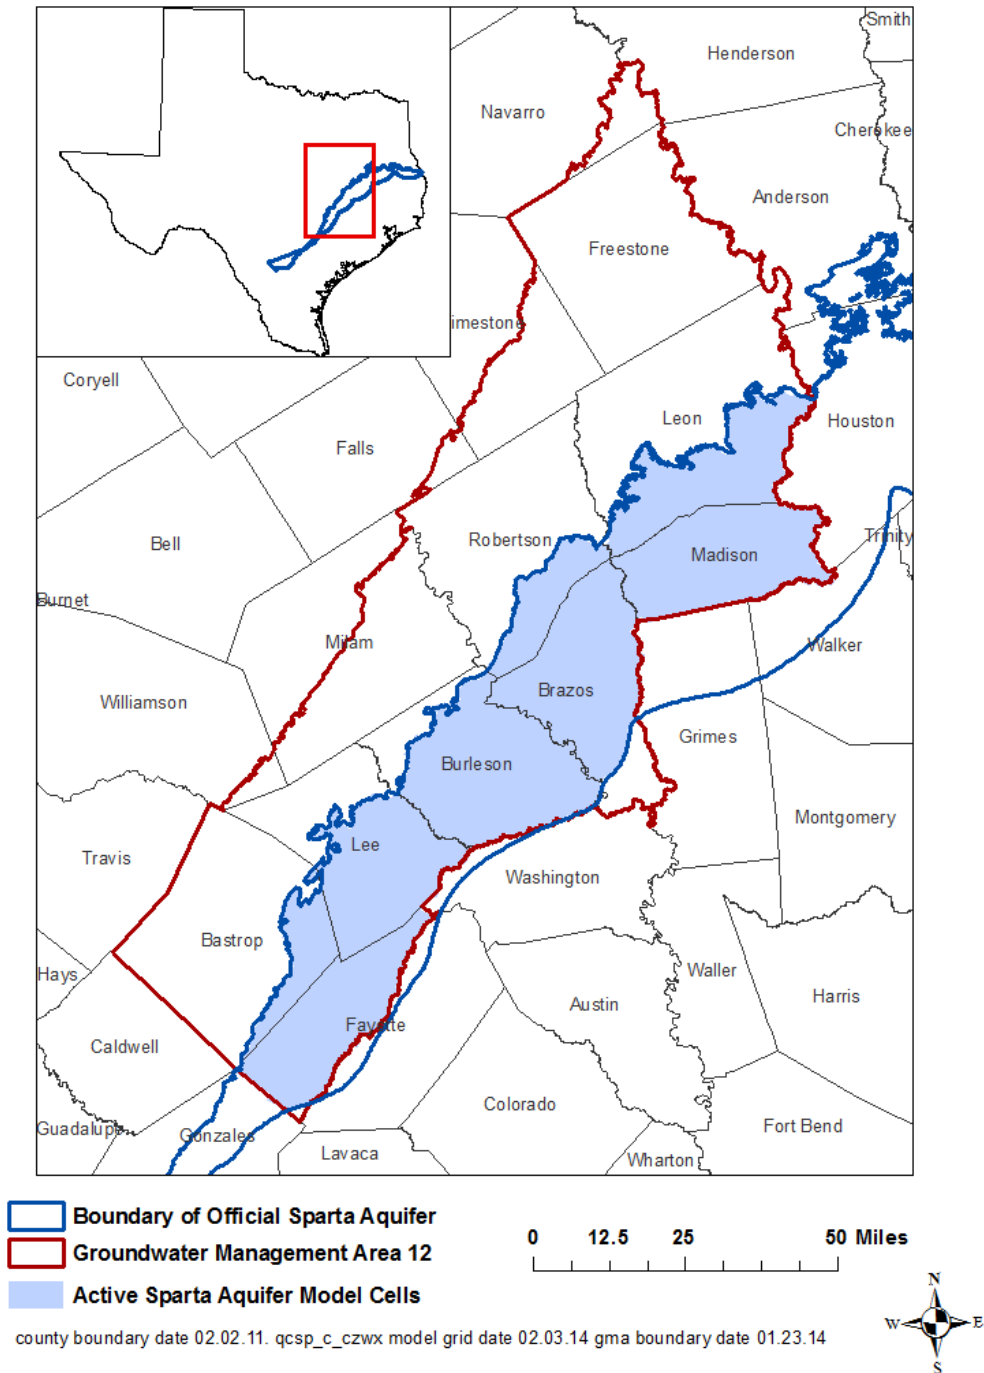 Smith
Henderson
Navarro
Cherokee
Anderson
Freestone
imestone
Coryell
Leon
Houston
Falls
Trinity
Robertson
Bell
Madison
Burnet
Milam
Walker
Brazos
Williamson
Grimes
Burleson
Montgomery
Lee
Travis
Washington
Bastrop
Waller
Hays
Harris
Austin
Fayette
Caldwell
Colorado
Fort Bend
Guadalupe
Gonzales
Lavaca
Wharton
Boundary of Official Sparta Aquifer
Groundwater Management Area 12
Active Sparta Aquifer Model Cells
0 12.5 25 50 Miles
N
W E
S
county boundary date 02.02.11. qcsp_c_czwx model grid date 02.03.14 gma boundary date 01.23.14